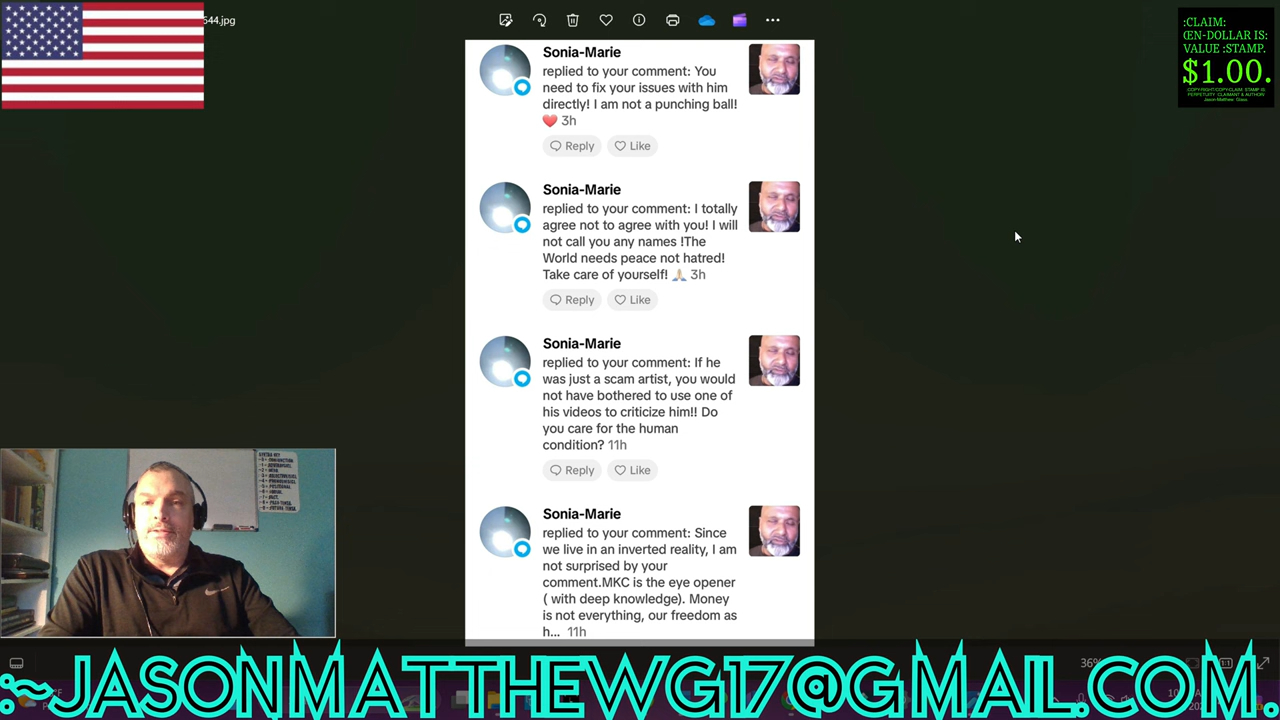 544.jpg
:CLAIM:
ŒN-DOLLAR IS:
VALUE :STAMP.
$1.00.
Jason-Matthew: Glass.
Sonia-Marie
replied to your comment: You
need to fix your issues with him
directly! I am not a punching ball!
❤️ 3h
Reply Like
Sonia-Marie
replied to your comment: I totally
agree not to agree with you! I will
not call you any names !The
World needs peace not hatred!
Take care of yourself! 🙏 3h
Reply Like
Sonia-Marie
replied to your comment: If he
was just a scam artist, you would
not have bothered to use one of
his videos to criticize him!! Do
you care for the human
condition? 11h
Reply Like
Sonia-Marie
replied to your comment: Since
we live in an inverted reality, I am
not surprised by your
comment.MKC is the eye opener
( with deep knowledge). Money
is not everything, our freedom as
h... 11h
36%
:~JASONMATTHEWG17@GMAIL.COM.